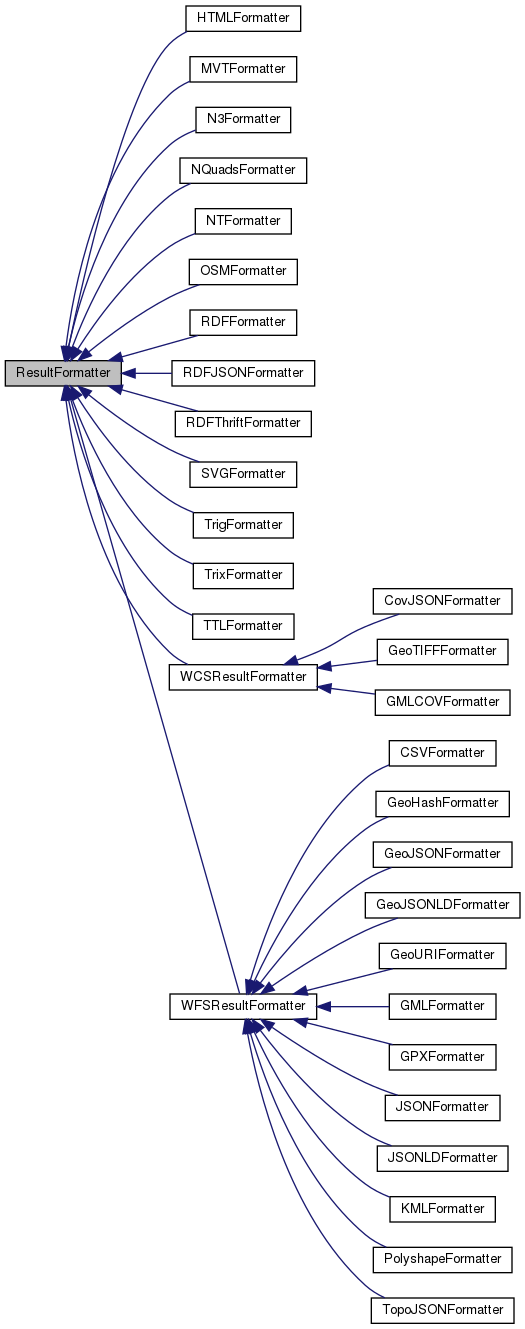 HTMLFormatter
MVTFormatter
N3Formatter
NQuadsFormatter
NTFormatter
OSMFormatter
RDFFormatter
ResultFormatter
RDFJSONFormatter
RDFThriftFormatter
SVGFormatter
TrigFormatter
TrixFormatter
TTLFormatter
CovJSONFormatter
GeoTIFFFormatter
WCSResultFormatter
GMLCOVFormatter
CSVFormatter
GeoHashFormatter
GeoJSONFormatter
GeoJSONLDFormatter
GeoURIFormatter
WFSResultFormatter
GMLFormatter
GPXFormatter
JSONFormatter
JSONLDFormatter
KMLFormatter
PolyshapeFormatter
TopoJSONFormatter